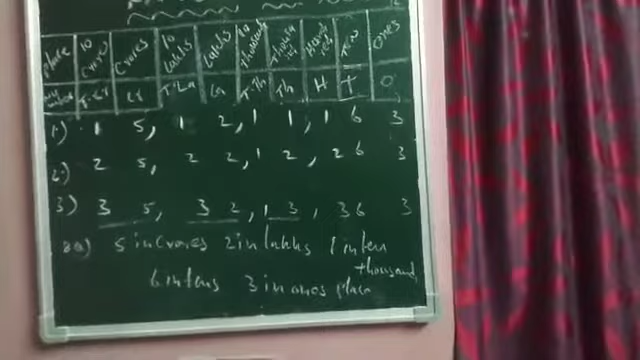 Place 10 Crores Crores 10 Lakhs Lakhs 10 Thousand Thousand Hundred Ten Ones
T-Cr Cr T-La La T-Th Th H T O
1) 1 5, 1 2, 1 1, 1 6 3
2) 2 5, 2 2, 1 2, 2 6 3
3) 3 5, 3 2, 1 3, 3 6 3
5 in Crores 2 in lakhs 1 in ten
thousand
6 in tens 3 in ones place